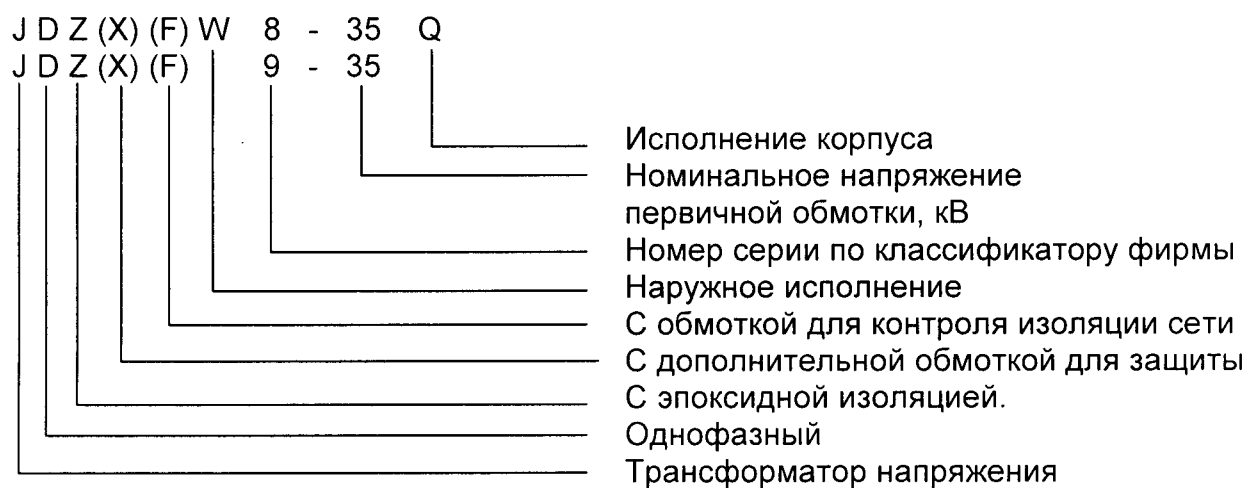 J D Z (X) (F) W 8 - 35 Q
J D Z (X) (F) 9 - 35
Исполнение корпуса
Номинальное напряжение
первичной обмотки, кВ
Номер серии по классификатору фирмы
Наружное исполнение
С обмоткой для контроля изоляции сети
С дополнительной обмоткой для защиты
С эпоксидной изоляцией.
Однофазный
Трансформатор напряжения